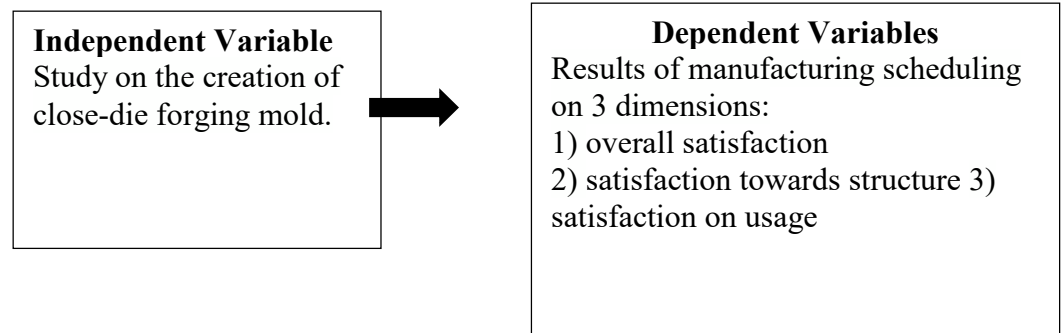 Independent Variable
Study on the creation of
close-die forging mold.
Dependent Variables
Results of manufacturing scheduling
on 3 dimensions:
1) overall satisfaction
2) satisfaction towards structure 3)
satisfaction on usage